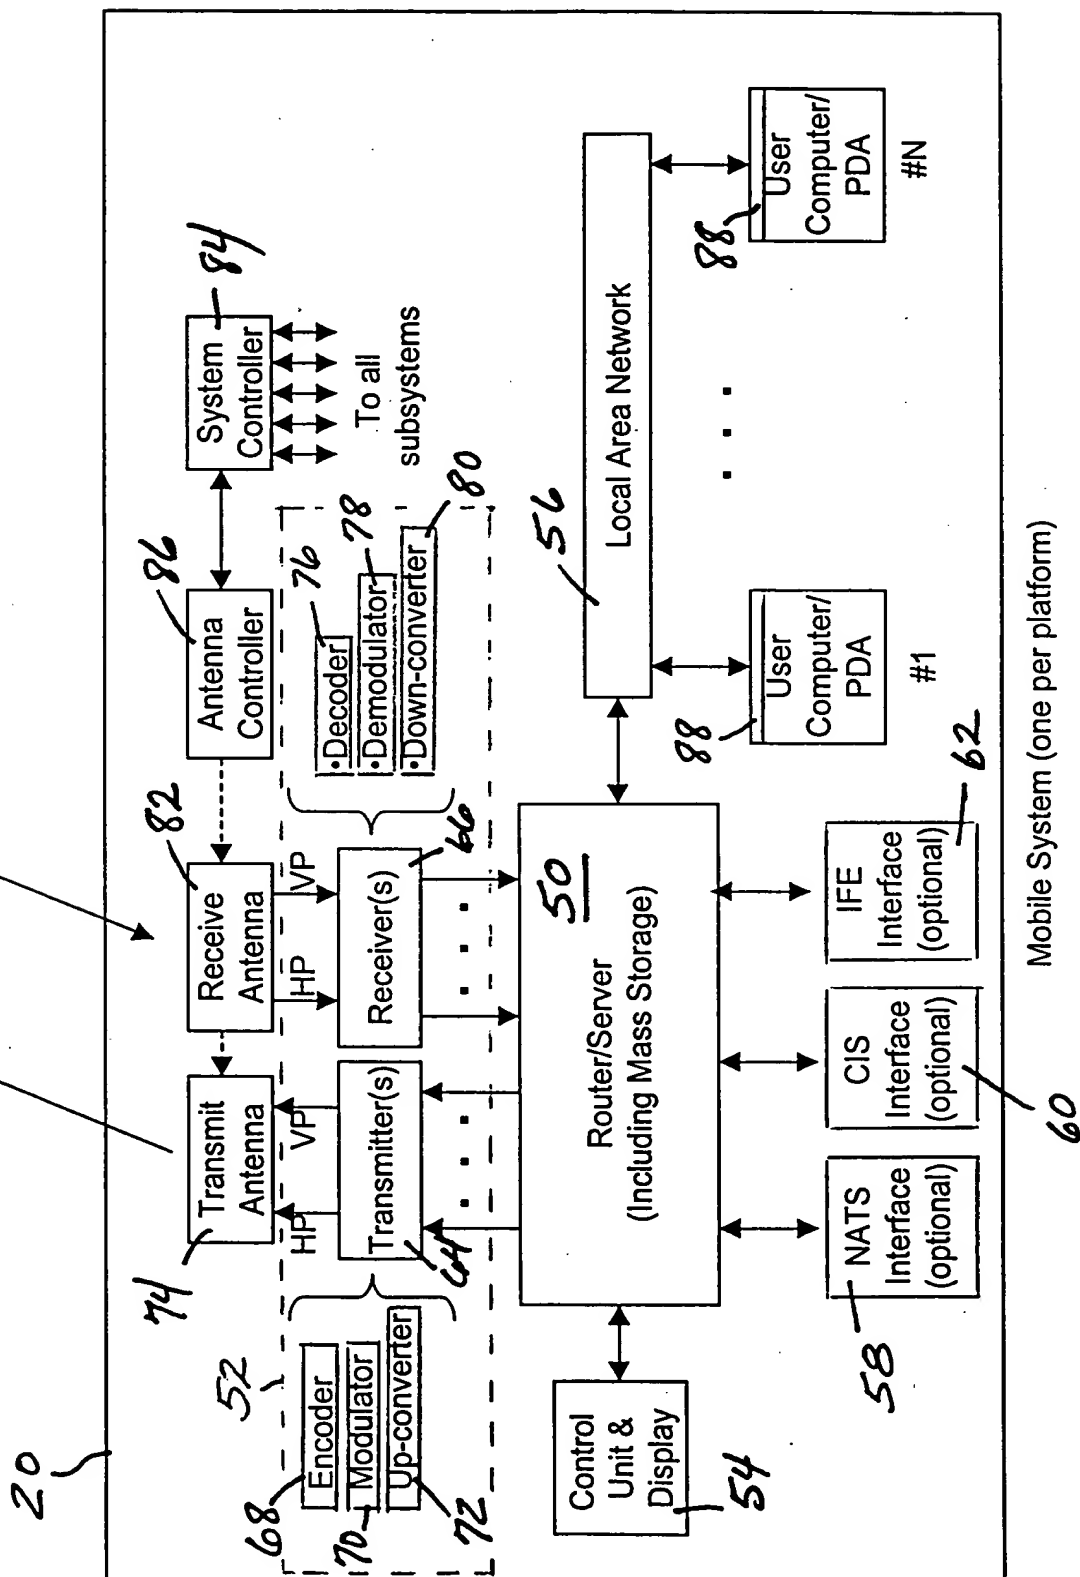 20
74
Transmit
Antenna
82
Receive
Antenna
86
Antenna
Controller
84
System
Controller
To all
subsystems
52
HP
VP
HP
VP
68
Encoder
70
Modulator
72
Up-converter
Transmitter(s)
64
Receiver(s)
66
•Decoder
76
•Demodulator
78
•Down-converter
80
Control
Unit &
Display
54
50
Router/Server
(Including Mass Storage)
56
Local Area Network
88
User
Computer/
PDA
#1
88
User
Computer/
PDA
#N
58
NATS
Interface
(optional)
CIS
Interface
(optional)
60
IFE
Interface
(optional)
62
Mobile System (one per platform)